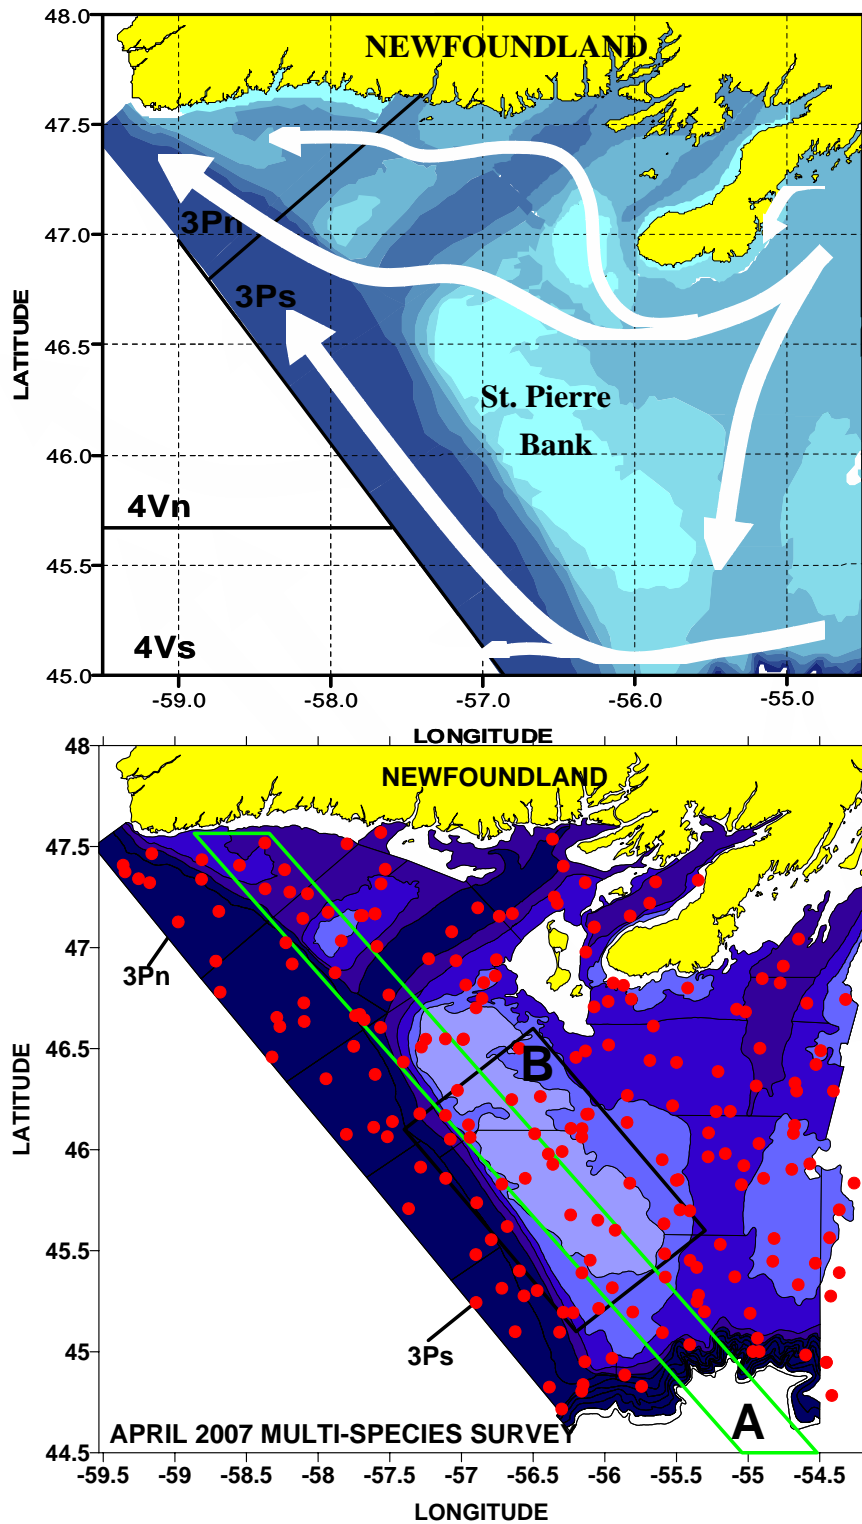 48.0
NEWFOUNDLAND
47.5
3Pn
47.0
3Ps
LATITUDE
46.5
St. Pierre
Bank
46.0
4Vn
45.5
4Vs
45.0
-59.0 -58.0 -57.0 -56.0 -55.0
LONGITUDE
48
NEWFOUNDLAND
47.5
47
3Pn
LATITUDE
46.5
B
46
45.5
45
3Ps
A
APRIL 2007 MULTI-SPECIES SURVEY
44.5
-59.5 -59 -58.5 -58 -57.5 -57 -56.5 -56 -55.5 -55 -54.5
LONGITUDE